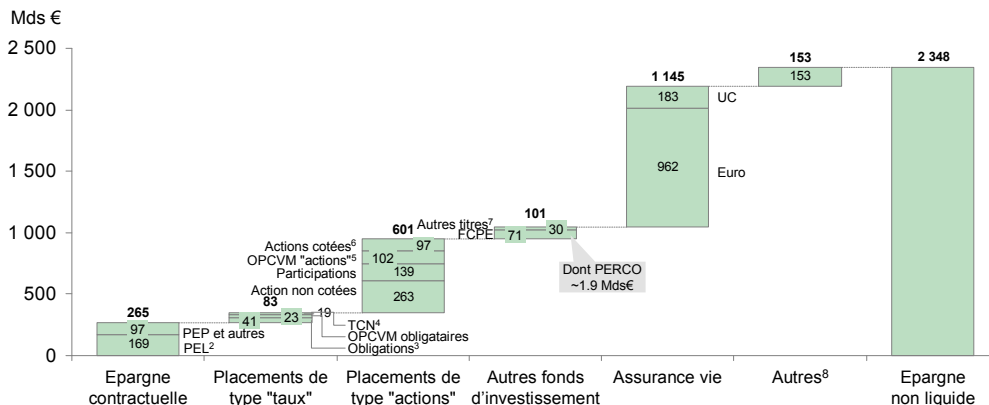 Mds €
2 500
2 000
1 500
1 000
500
0
265
97
169
PEP et autres
PEL2
83
19
23
41
TCN4
OPCVM obligataires
Obligations3
601
Actions cotées6
97
OPCVM "actions"5
102
Participations
139
Action non cotées
263
101
Autres titres7
30
FCPE
71
Dont PERCO
~1.9 Mds€
1 145
183
UC
962
Euro
153
153
2 348
Epargne
contractuelle
Placements de
type "taux"
Placements de
type "actions"
Autres fonds
d'investissement
Assurance vie
Autres8
Epargne
non liquide